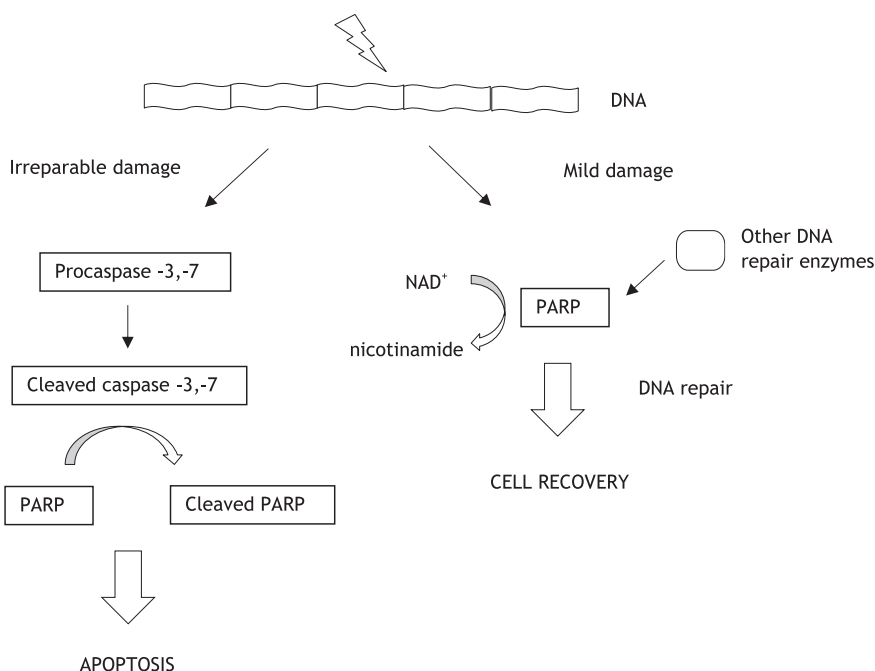 DNA
Irreparable damage
Mild damage
Other DNA
repair enzymes
Procaspase -3,-7
NAD⁺
PARP
nicotinamide
Cleaved caspase -3,-7
DNA repair
CELL RECOVERY
PARP
Cleaved PARP
APOPTOSIS